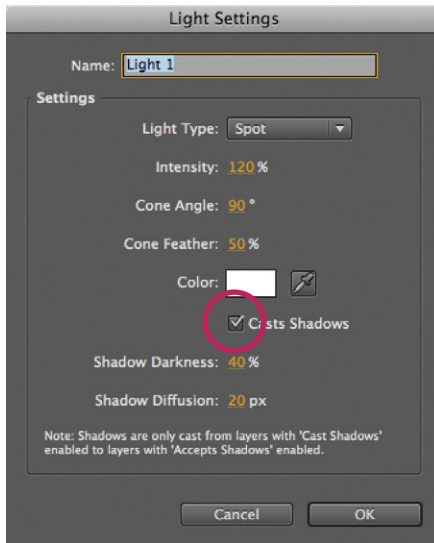 Light Settings
Name: Light 1
Settings
Light Type: Spot
Intensity: 120 %
Cone Angle: 90 °
Cone Feather: 50 %
Color:
Casts Shadows
Shadow Darkness: 40 %
Shadow Diffusion: 20 px
Note: Shadows are only cast from layers with 'Cast Shadows'
enabled to layers with 'Accepts Shadows' enabled.
Cancel OK